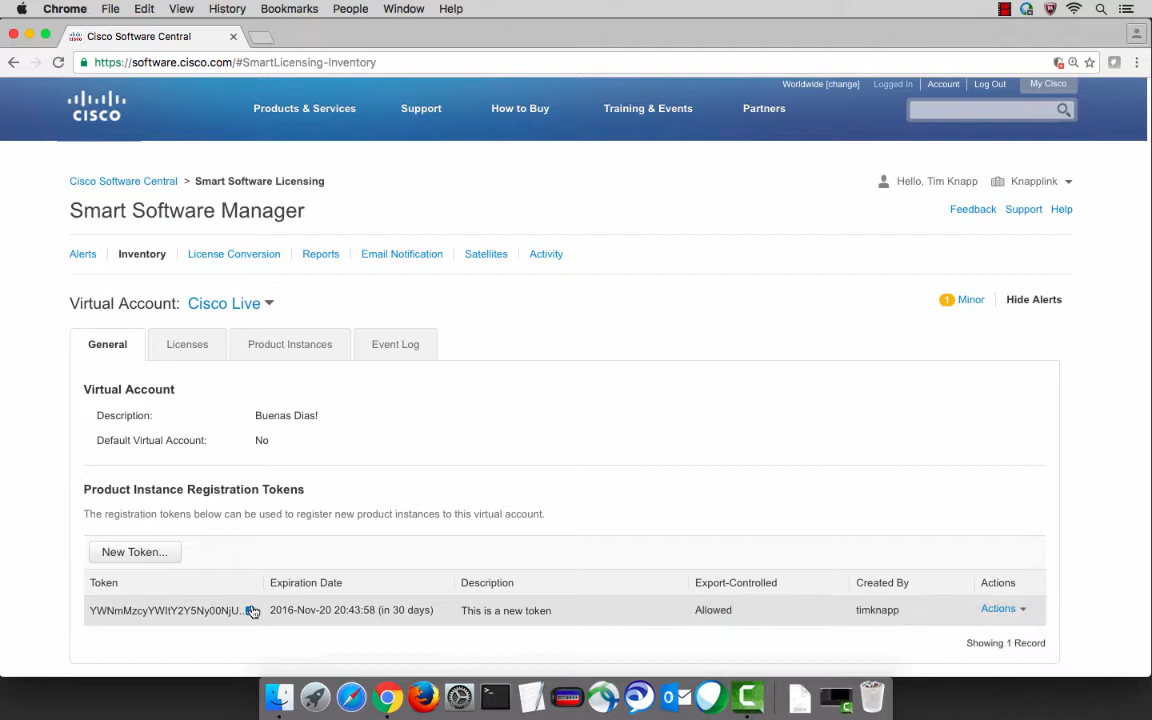 Chrome File Edit View History Bookmarks People Window Help
Cisco Software Central
https://software.cisco.com/#SmartLicensing-Inventory
Worldwide [change] Logged In Account Log Out My Cisco
CISCO
Products & Services Support How to Buy Training & Events Partners
Cisco Software Central > Smart Software Licensing
Hello, Tim Knapp Knapplink
Smart Software Manager
Feedback Support Help
Alerts Inventory License Conversion Reports Email Notification Satellites Activity
Virtual Account: Cisco Live
1 Minor Hide Alerts
General Licenses Product Instances Event Log
Virtual Account
Description: Buenas Dias!
Default Virtual Account: No
Product Instance Registration Tokens
The registration tokens below can be used to register new product instances to this virtual account.
New Token...
Token Expiration Date Description Export-Controlled Created By Actions
YWNmMzcyYWItY2Y5Ny00NjU... 2016-Nov-20 20:43:58 (in 30 days) This is a new token Allowed timknapp Actions
Showing 1 Record